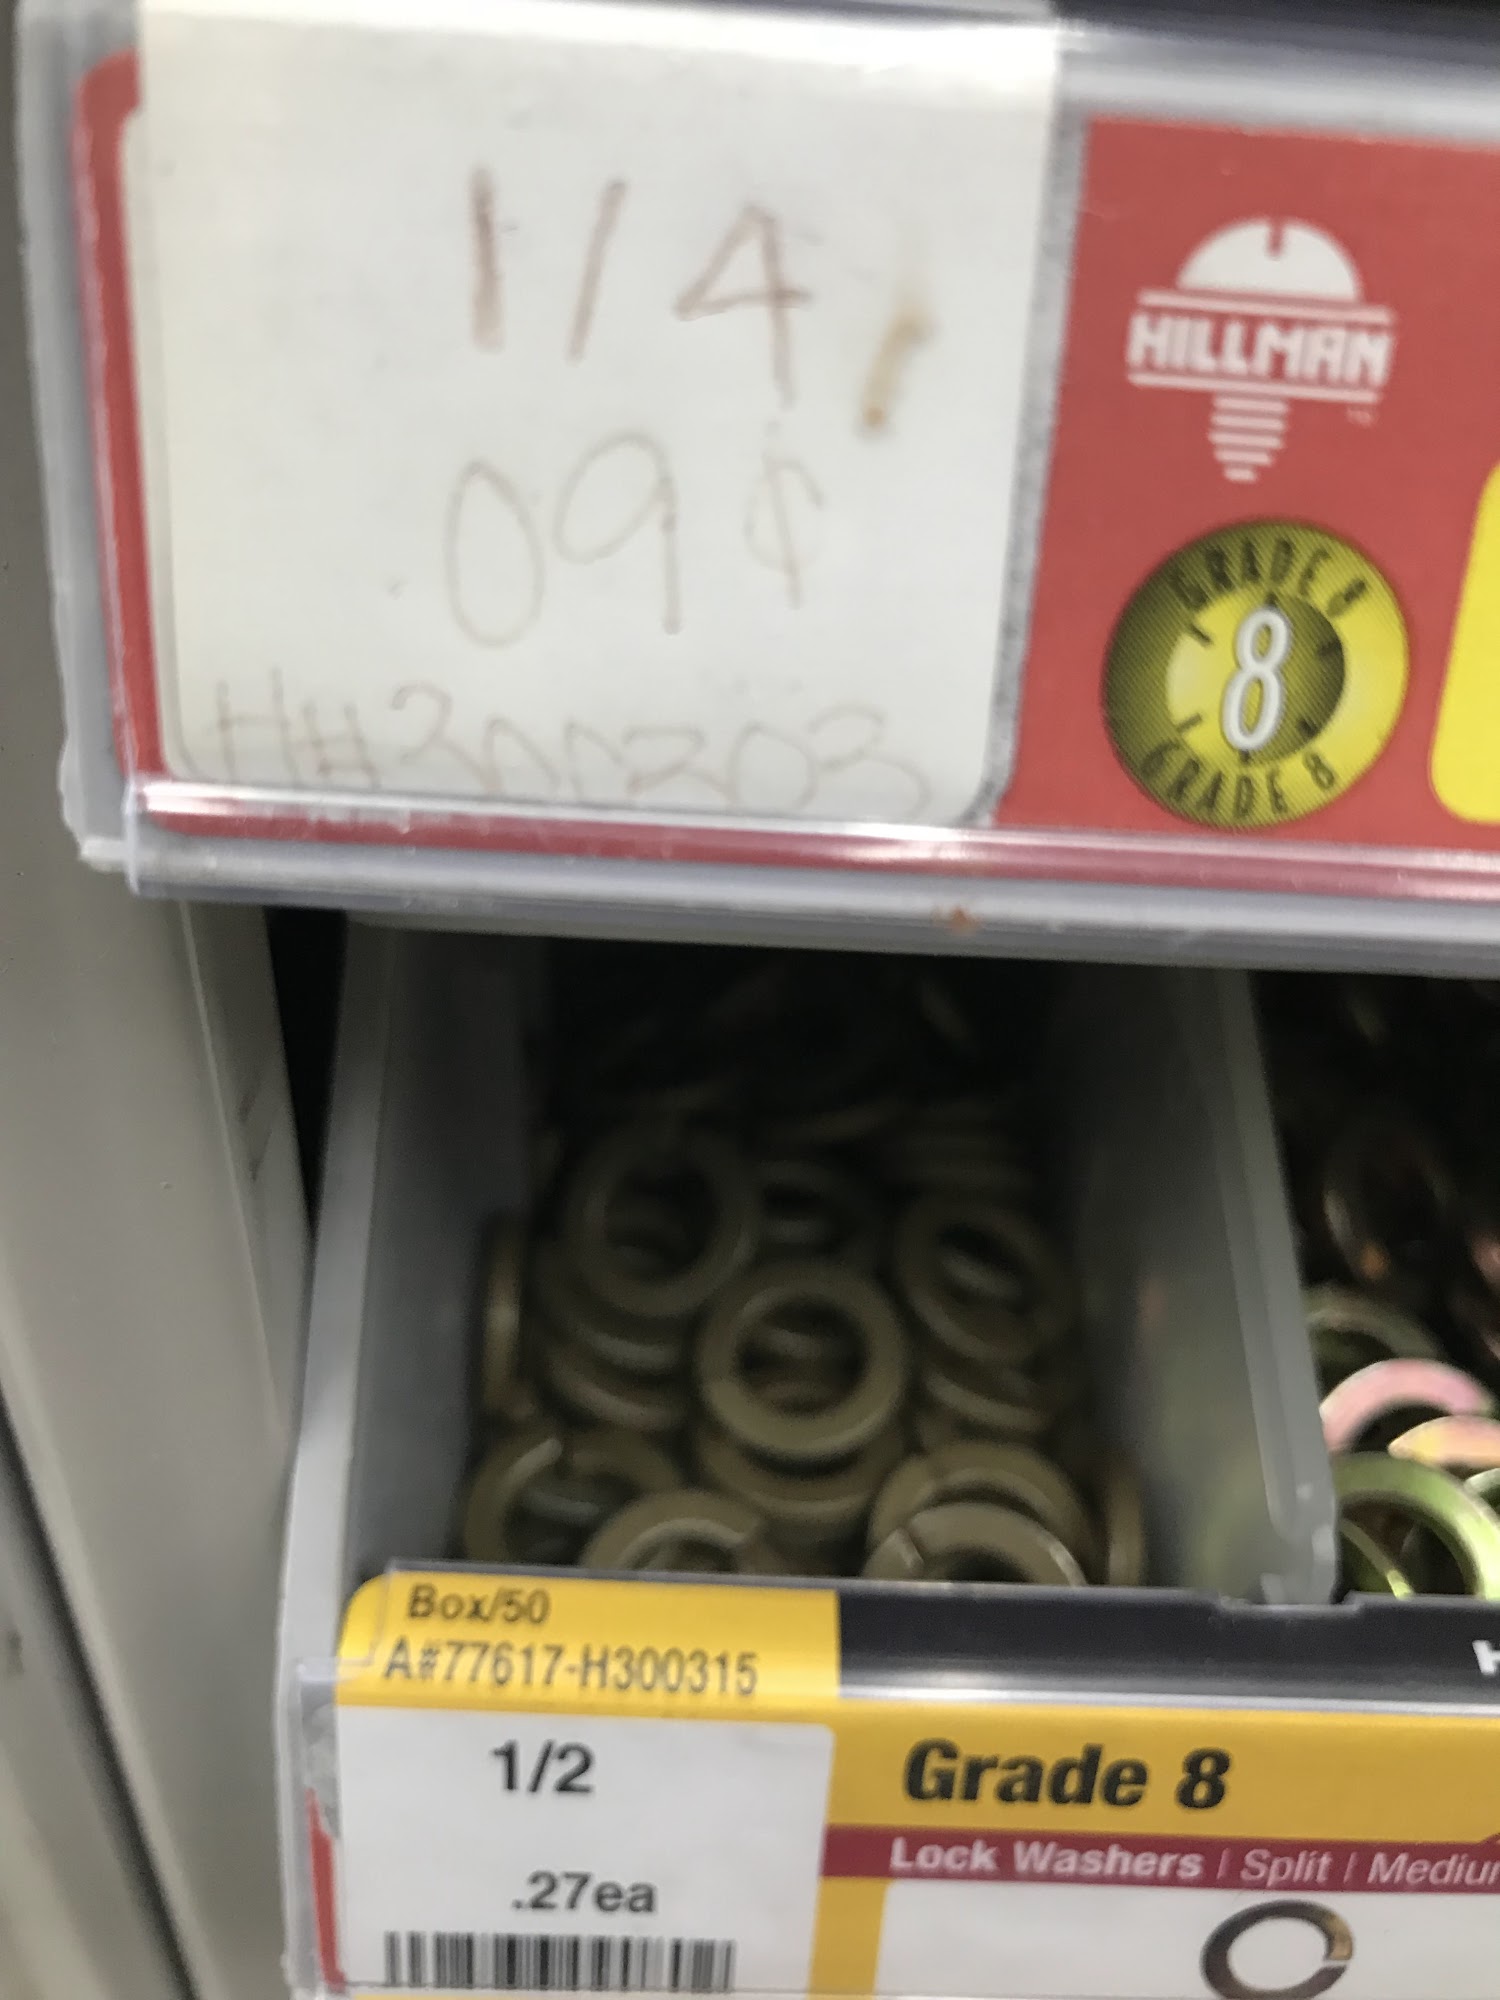 1/4
.09¢
H#300303
HILLMAN
GRADE 8
8
GRADE 8
Box/50
A#77617-H300315
1/2
.27ea
Grade 8
Lock Washers | Split |